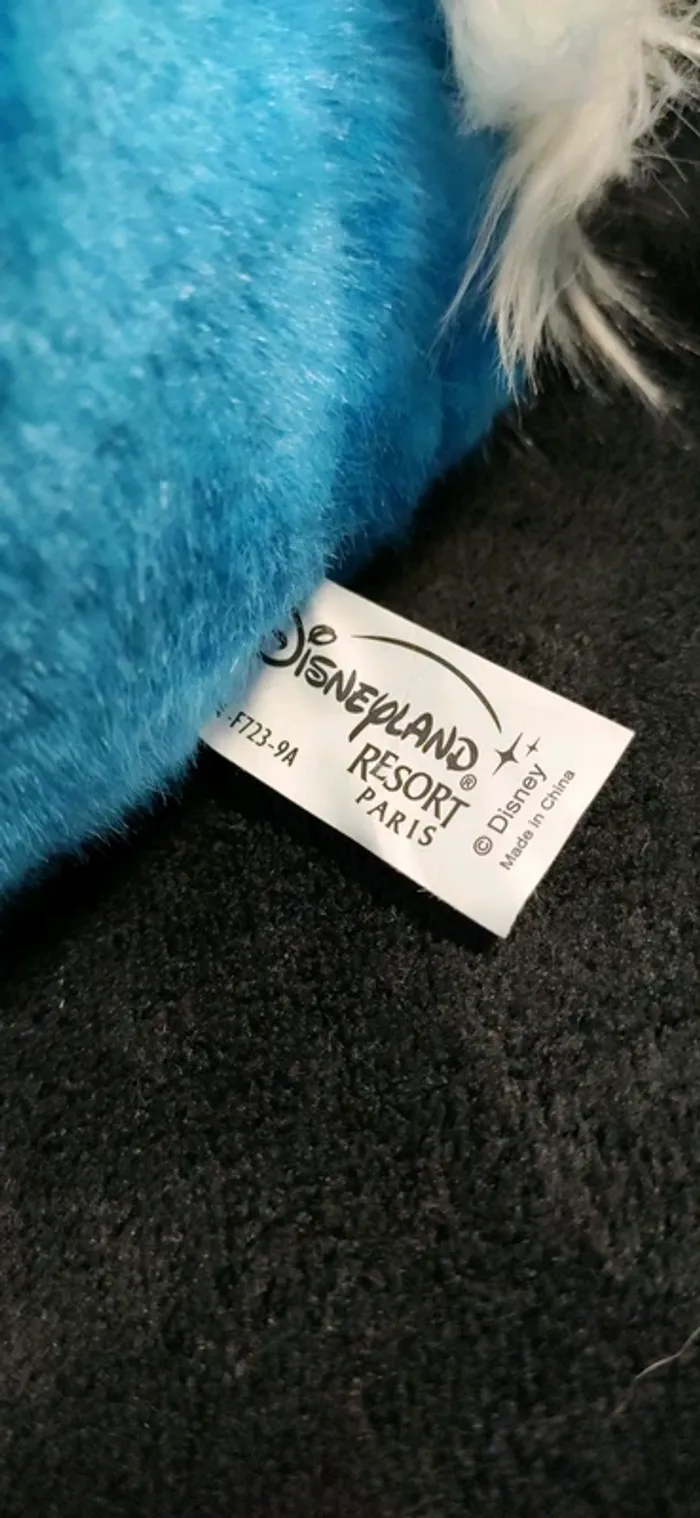 DISNEYLAND®
RESORT
PARIS
-F723-9A
© Disney
Made in China